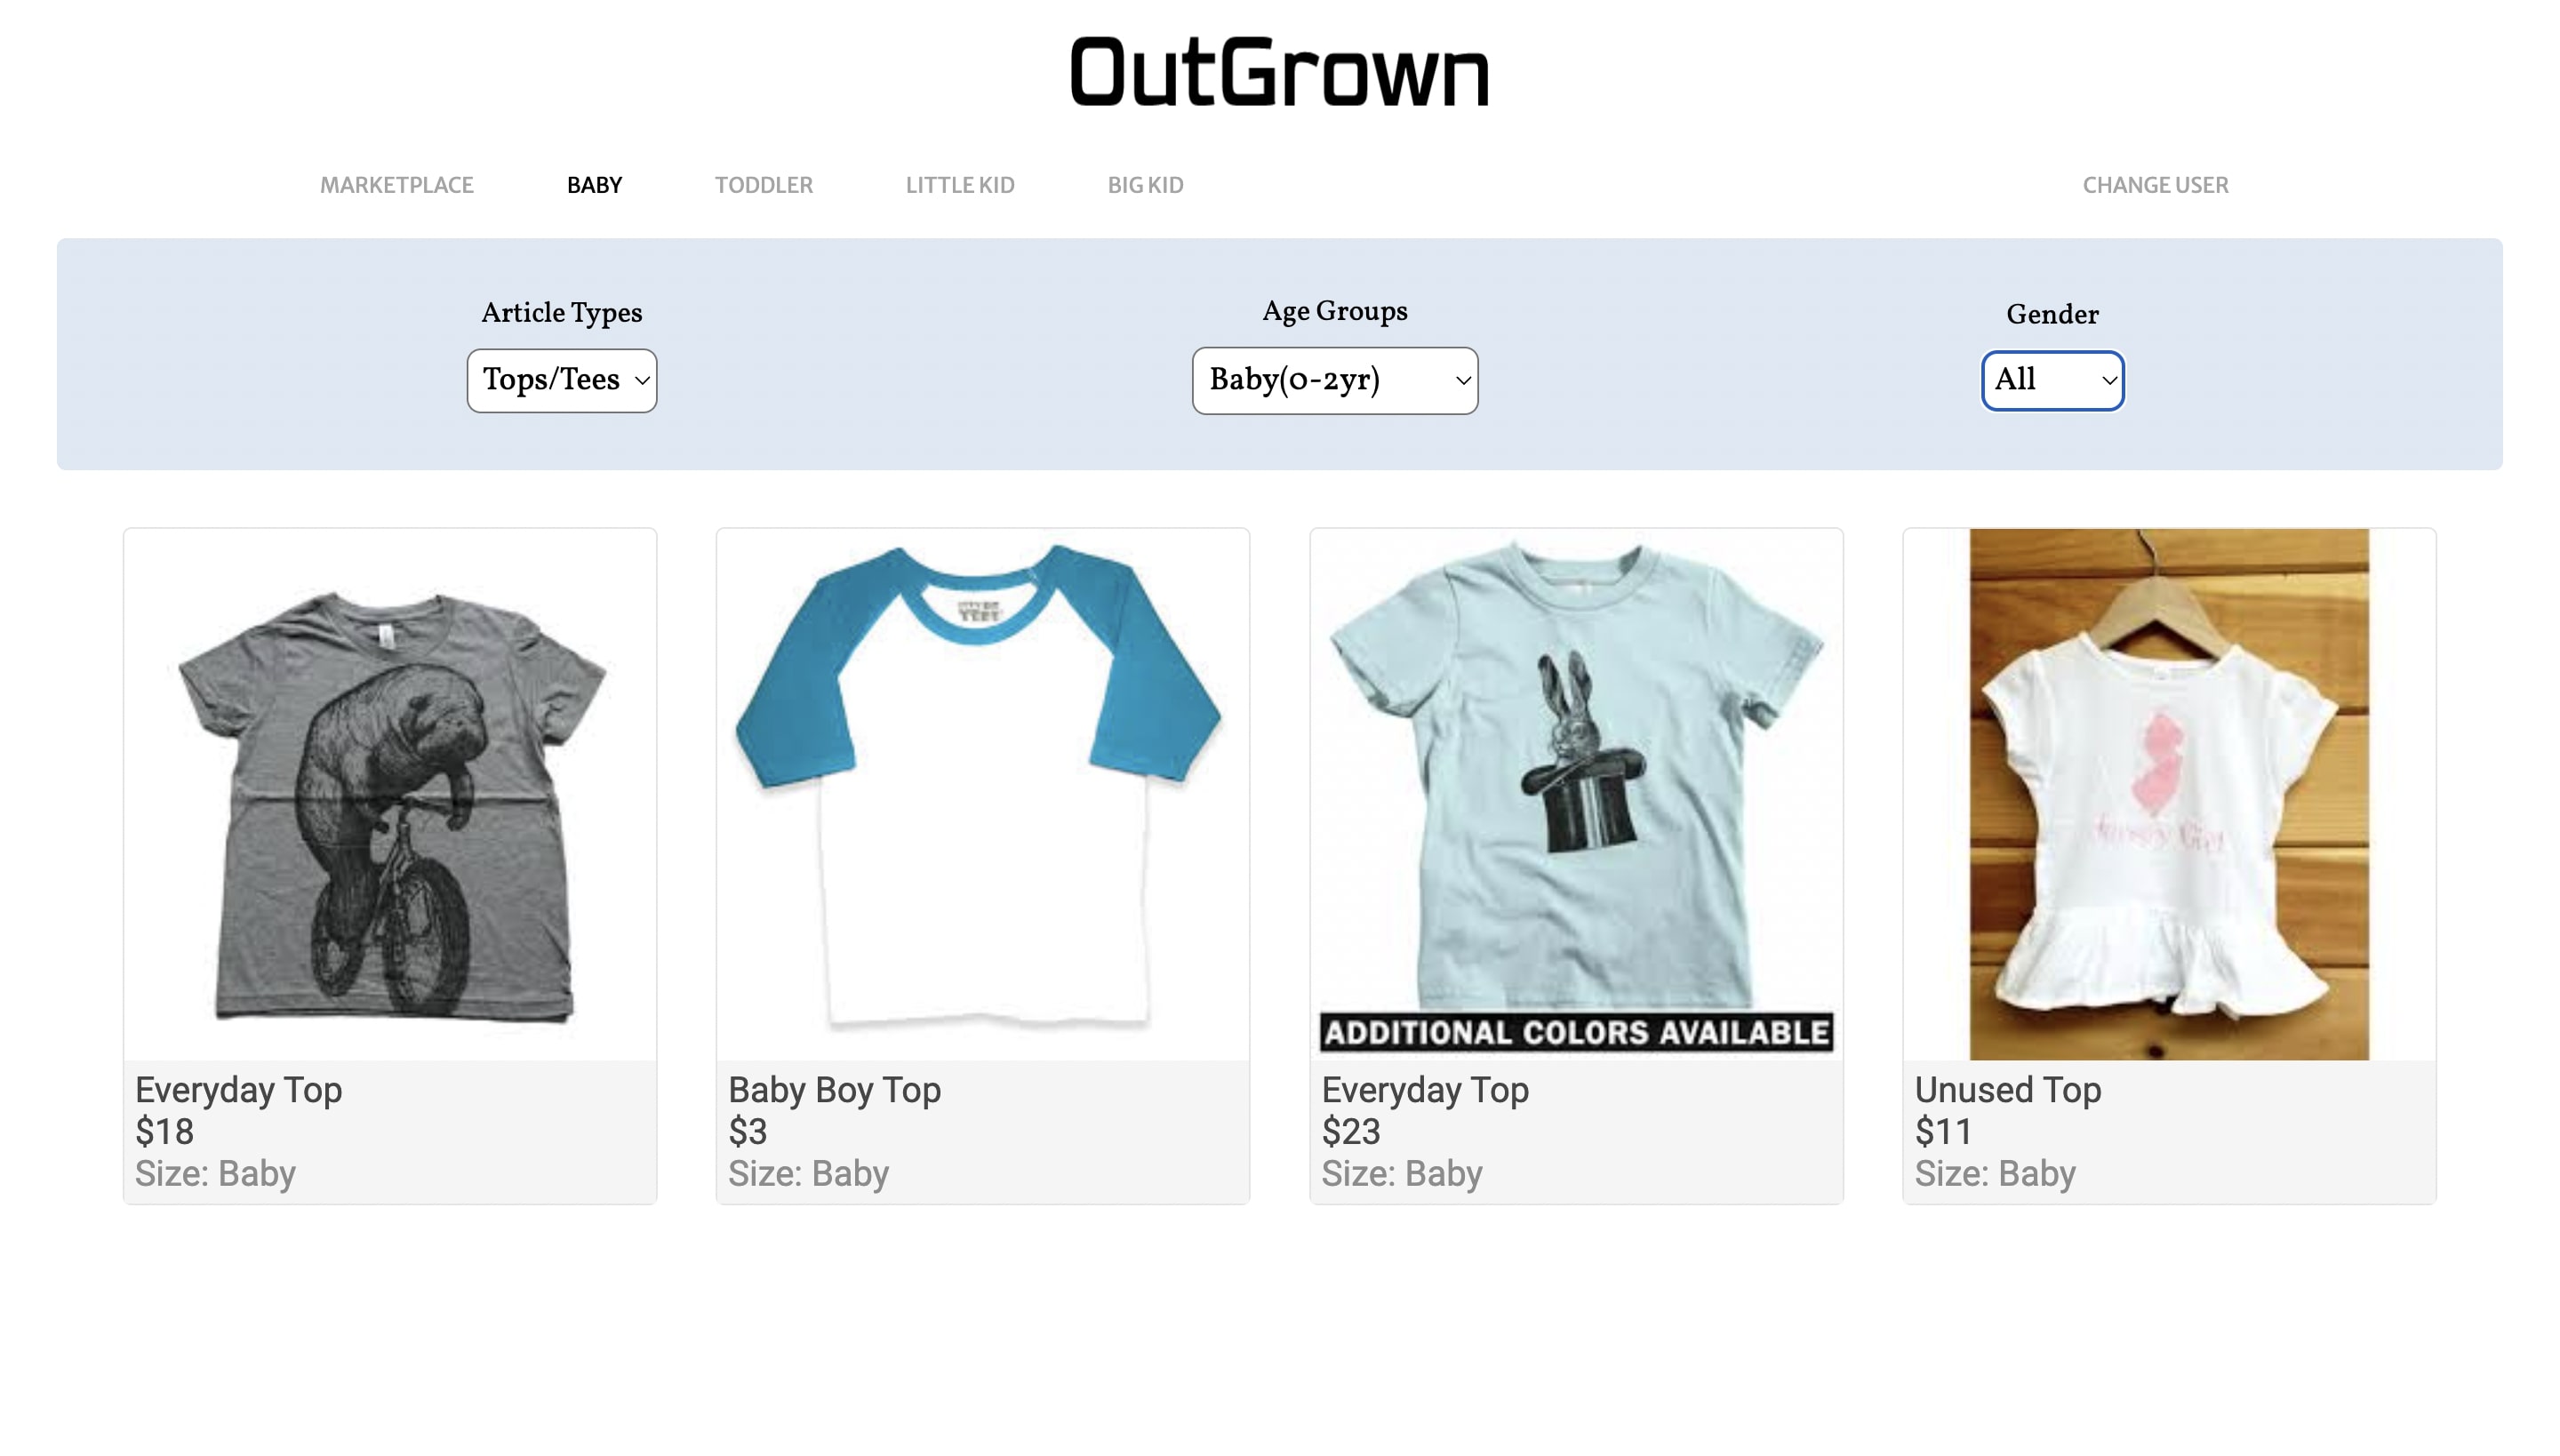 OutGrown
MARKETPLACE BABY TODDLER LITTLE KID BIG KID CHANGE USER
Article Types Age Groups Gender
Tops/Tees Baby(0-2yr) All
ADDITIONAL COLORS AVAILABLE
Everyday Top
$18
Size: Baby
Baby Boy Top
$3
Size: Baby
Everyday Top
$23
Size: Baby
Unused Top
$11
Size: Baby